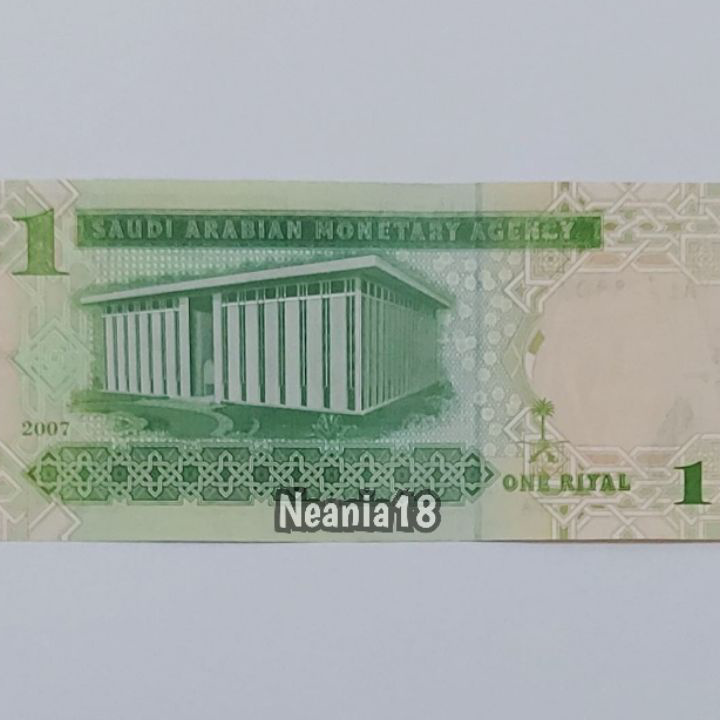 1
SAUDI ARABIAN MONETARY AGENCY
2007
ONE RIYAL
1
Neania18